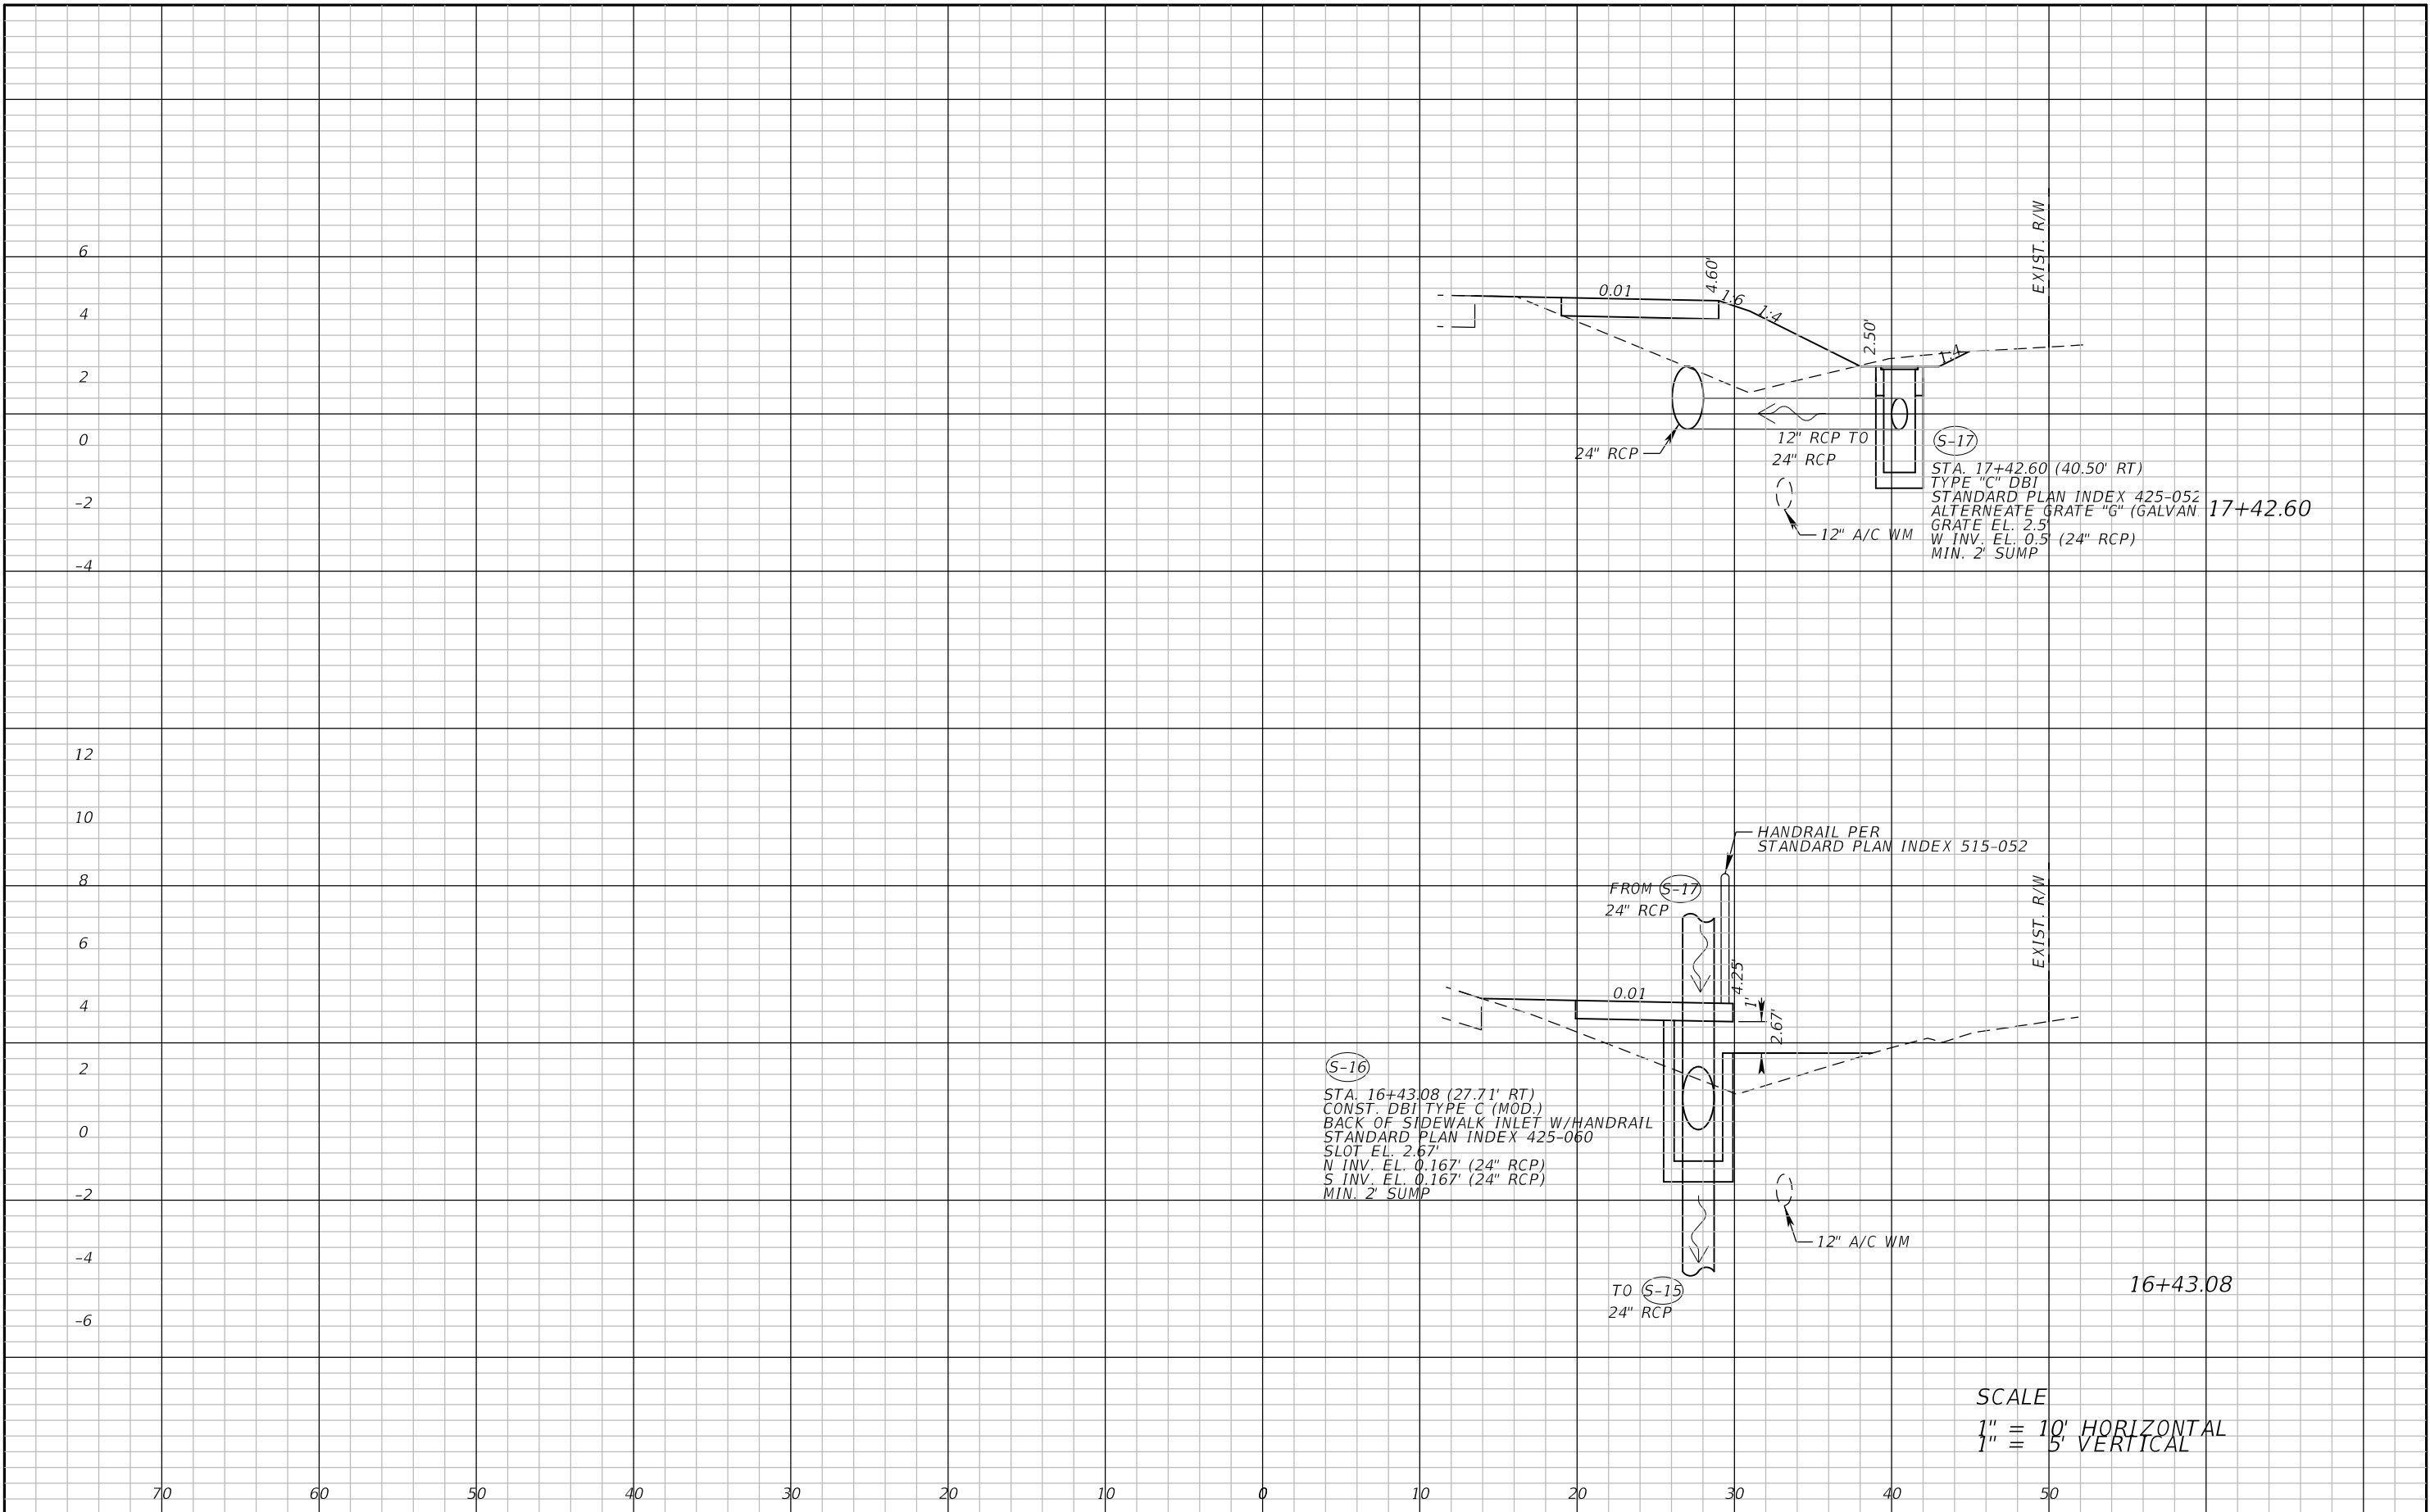 EXIST. R/W
6
4.60'
0.01
1:6
4
1:4
2.50'
1:4
2
0
12" RCP TO
24" RCP
24" RCP
S-17
STA. 17+42.60 (40.50' RT)
TYPE "C" DBI
STANDARD PLAN INDEX 425-052
ALTERNEATE GRATE "G" (GALVAN
GRATE EL. 2.5'
W INV. EL. 0.5' (24" RCP)
MIN. 2' SUMP
17+42.60
-2
12" A/C WM
-4
12
10
HANDRAIL PER
STANDARD PLAN INDEX 515-052
8
FROM S-17
24" RCP
EXIST. R/W
6
4.25'
0.01
1'
4
2.67'
2
S-16
STA. 16+43.08 (27.71' RT)
CONST. DBI TYPE C (MOD.)
BACK OF SIDEWALK INLET W/HANDRAIL
STANDARD PLAN INDEX 425-060
SLOT EL. 2.67'
N INV. EL. 0.167' (24" RCP)
S INV. EL. 0.167' (24" RCP)
MIN. 2' SUMP
0
-2
12" A/C WM
-4
TO S-15
24" RCP
16+43.08
-6
SCALE
1" = 10' HORIZONTAL
1" = 5' VERTICAL
70 60 50 40 30 20 10 0 10 20 30 40 50